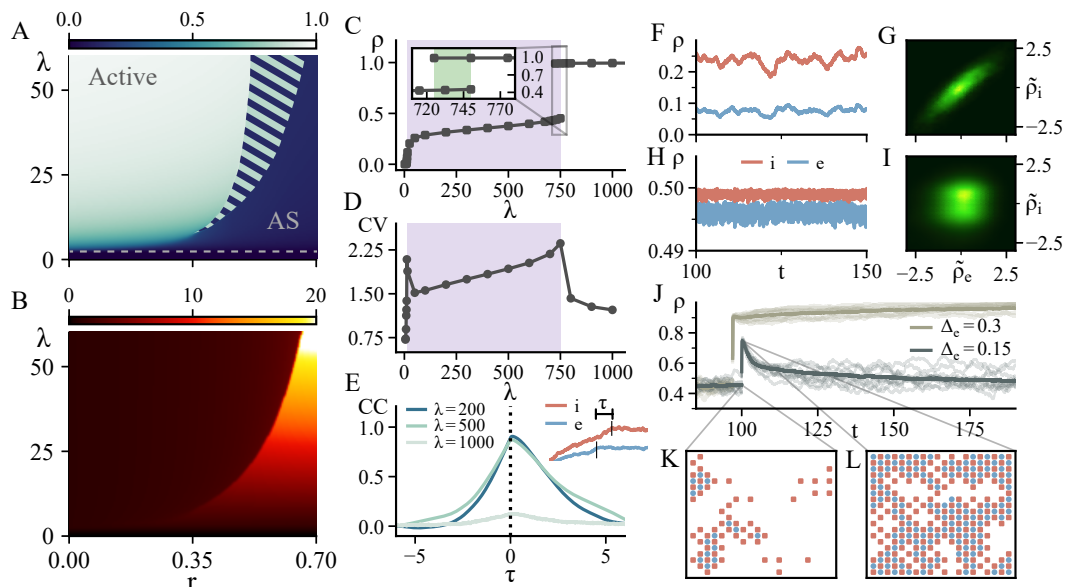 A
0.0 0.5 1.0
λ
50
25
0
Active
AS
B
0 10 20
λ
50
25
0
0.00 0.35 0.70
r
C
ρ
1.0
0.5
0.0
1.0
0.7
0.4
720 745 770
0 250 500 750 1000
λ
D
CV
2.25
1.50
0.75
0 250 500 750 1000
λ
E
CC
1.0
0.5
0.0
λ = 200
λ = 500
λ = 1000
i
e
τ
−5 0 5
τ
F
ρ
0.2
0.1
0.0
G
2.5
ρ̃i
−2.5
H
ρ
i e
0.50
0.49
100 t 150
I
2.5
ρ̃i
−2.5
−2.5 ρ̃e 2.5
J
ρ
0.8
0.6
0.4
Δe = 0.3
Δe = 0.15
100 125 t 150 175
K
L